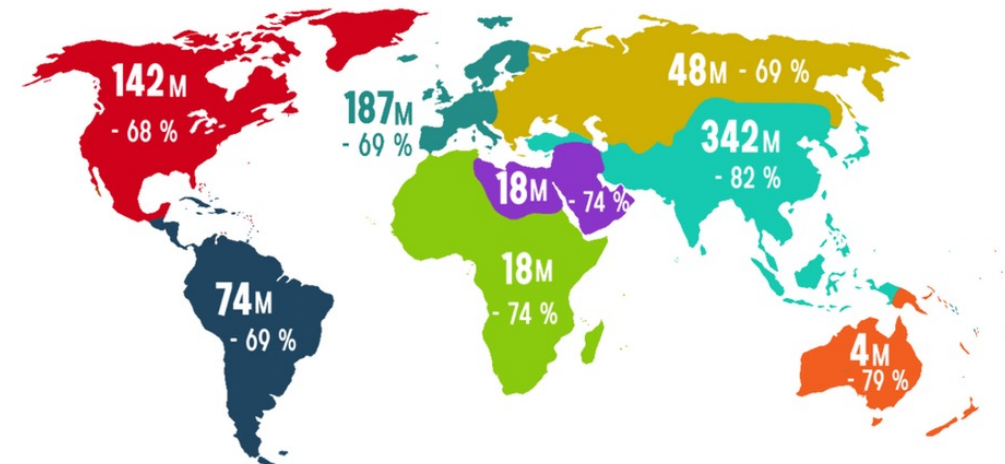 142M
- 68 %
187M
- 69 %
48M - 69 %
342M
- 82 %
18M - 74 %
18M
- 74 %
74M
- 69 %
4M
- 79 %